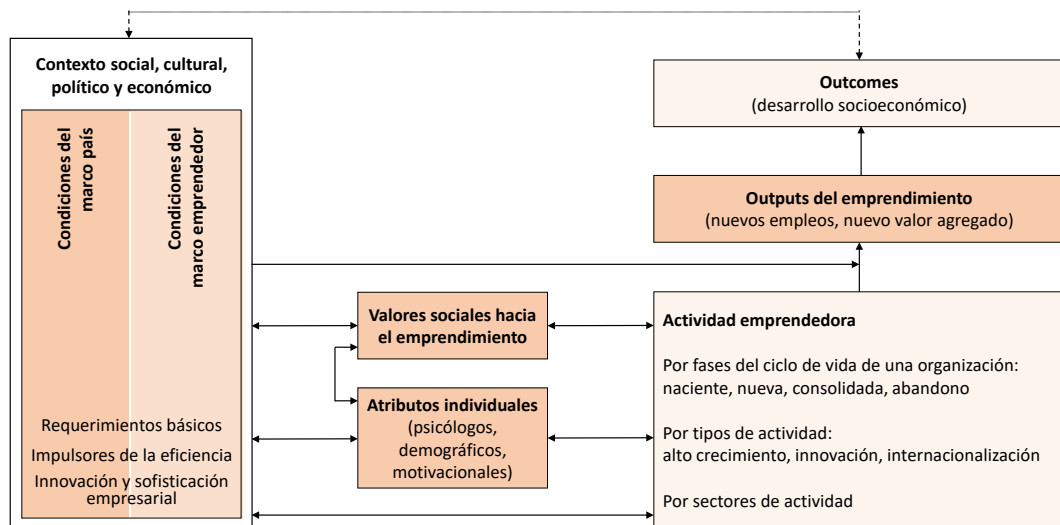 Contexto social, cultural,
político y económico
Condiciones del
marco país
Condiciones del
marco emprendedor
Requerimientos básicos
Impulsores de la eficiencia
Innovación y sofisticación
empresarial
Valores sociales hacia
el emprendimiento
Atributos individuales
(psicólogos,
demográficos,
motivacionales)
Outcomes
(desarrollo socioeconómico)
Outputs del emprendimiento
(nuevos empleos, nuevo valor agregado)
Actividad emprendedora
Por fases del ciclo de vida de una organización:
naciente, nueva, consolidada, abandono
Por tipos de actividad:
alto crecimiento, innovación, internacionalización
Por sectores de actividad